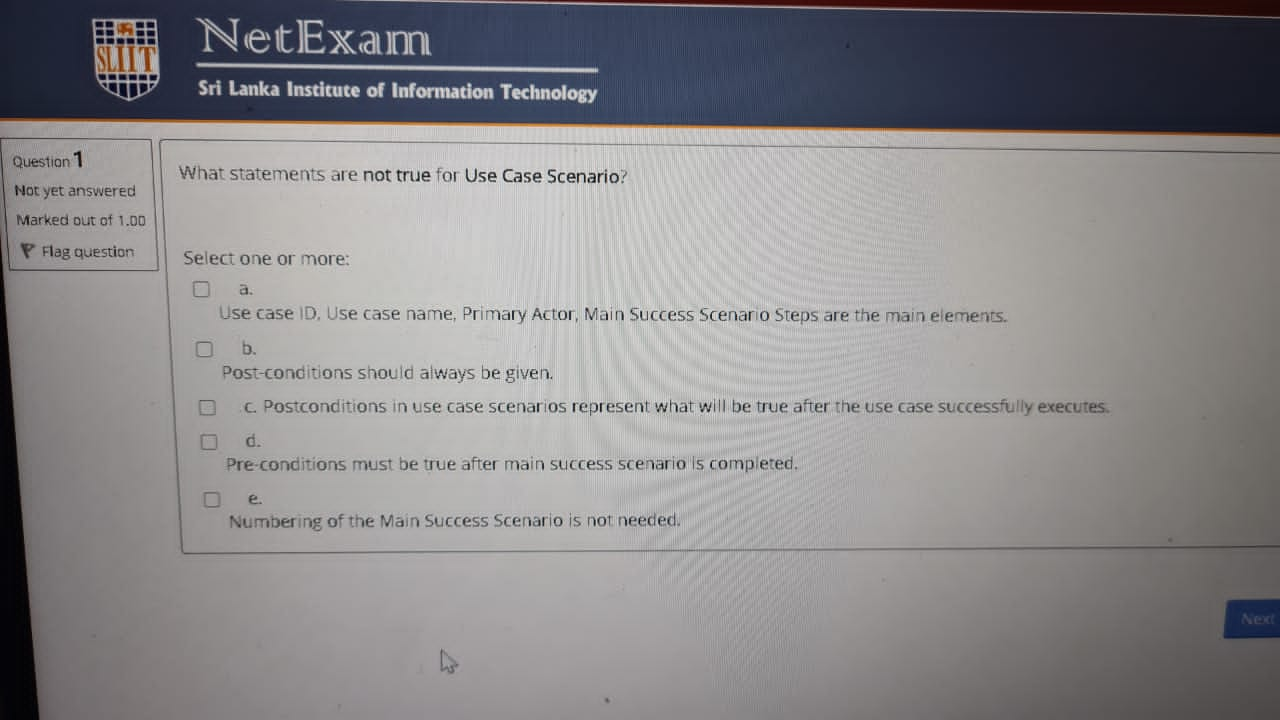 SLIIT
NetExam
Sri Lanka Institute of Information Technology
Question 1
Not yet answered
Marked out of 1.00
Flag question
What statements are not true for Use Case Scenario?
Select one or more:
a.
Use case ID, Use case name, Primary Actor, Main Success Scenario Steps are the main elements.
b.
Post-conditions should always be given.
c. Postconditions in use case scenarios represent what will be true after the use case successfully executes.
d.
Pre-conditions must be true after main success scenario is completed.
e.
Numbering of the Main Success Scenario is not needed.
Next